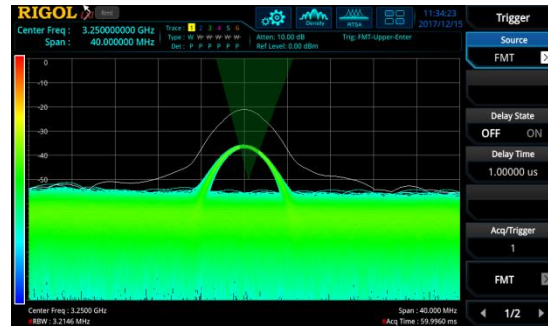 RIGOL Rmt
11:34:23
2017/12/15
Center Freq : 3.250000000 GHz
Span : 40.000000 MHz
Trace : 1 2 3 4 5 6
Type : W W W W W W
Det : P P P P P P
Atten: 10.00 dB
Ref Level: 0.00 dBm
Density
RTSA
Trig: FMT-Upper-Enter
0
-10
-20
-30
-40
-50
Center Freq : 3.2500 GHz
RBW : 3.2146 MHz
Span : 40.000 MHz
Acq Time : 59.9960 ms
Trigger
Source
FMT
Delay State
OFF ON
Delay Time
1.00000 us
Acq/Trigger
1
FMT
1/2